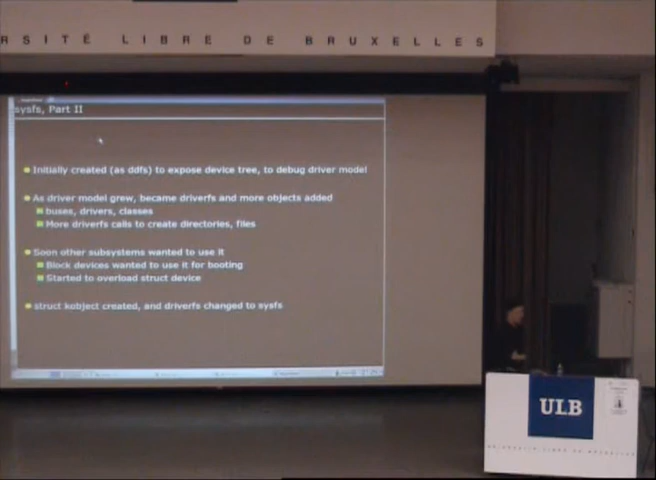 RSITÉ LIBRE DE BRUXELLES
sysfs, Part II
Initially created (as ddfs) to expose device tree, to debug driver model
As driver model grew, became driverfs and more objects added
buses, drivers, classes
More driverfs calls to create directories, files
Soon other subsystems wanted to use it
Block devices wanted to use it for booting
Started to overload struct device
struct kobject created, and driverfs changed to sysfs
ULB